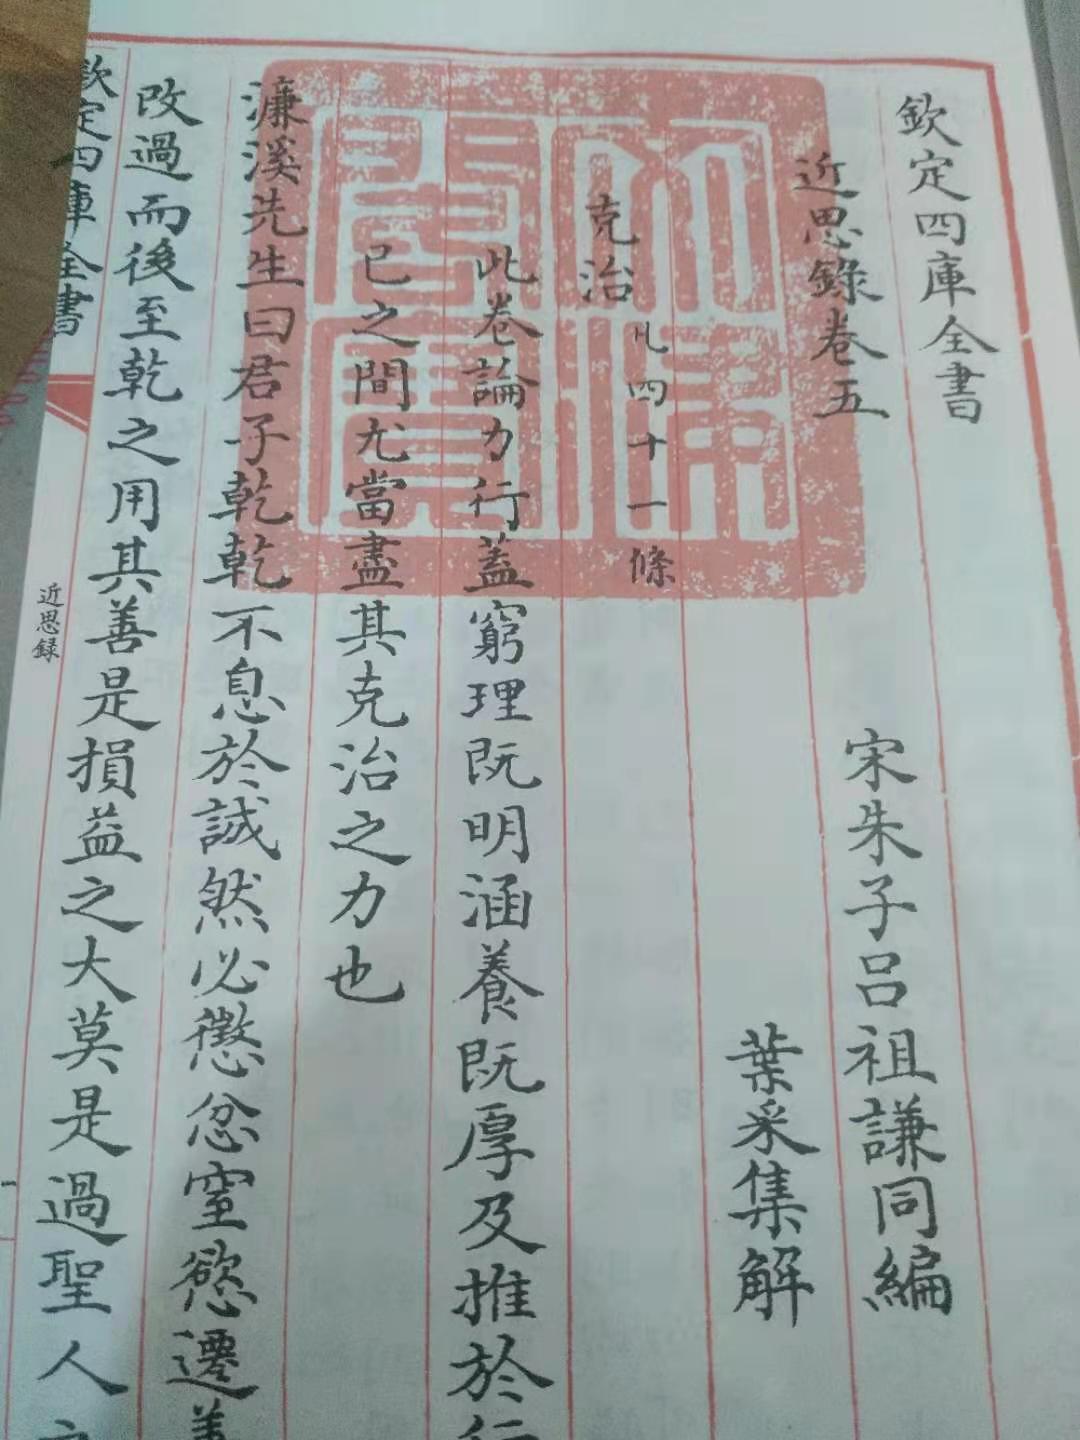 欽定四庫全書
近思錄卷五
宋朱子呂祖謙同編
葉采集解
克治凡四十一條
此卷論力行蓋窮理既明涵養既厚及推於行
已之間尤當盡其克治之力也
濂溪先生曰君子乾乾不息於誠然必懲忿窒慾遷善
改過而後至乾之用其善是損益之大莫是過聖人
欽定四庫全書
近思錄